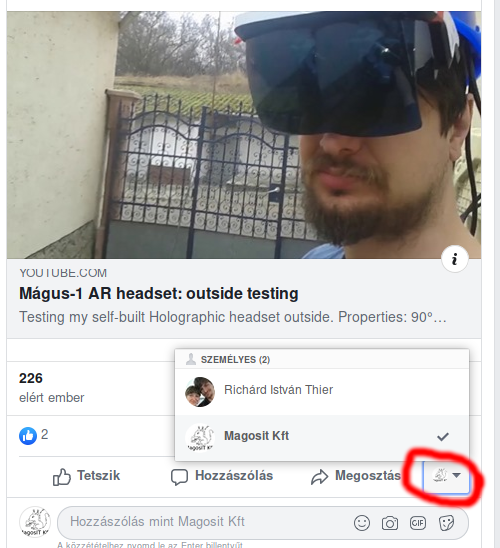 YOUTUBE.COM
Mágus-1 AR headset: outside testing
Testing my self-built Holographic headset outside. Properties: 90°…
SZEMÉLYES (2)
226
Richárd István Thier
elért ember
Magosit Kft
2
Tetszik Hozzászólás Megosztás
Hozzászólás mint Magosit Kft GIF
A közzétételhez nyomd le az Enter billentyűt.